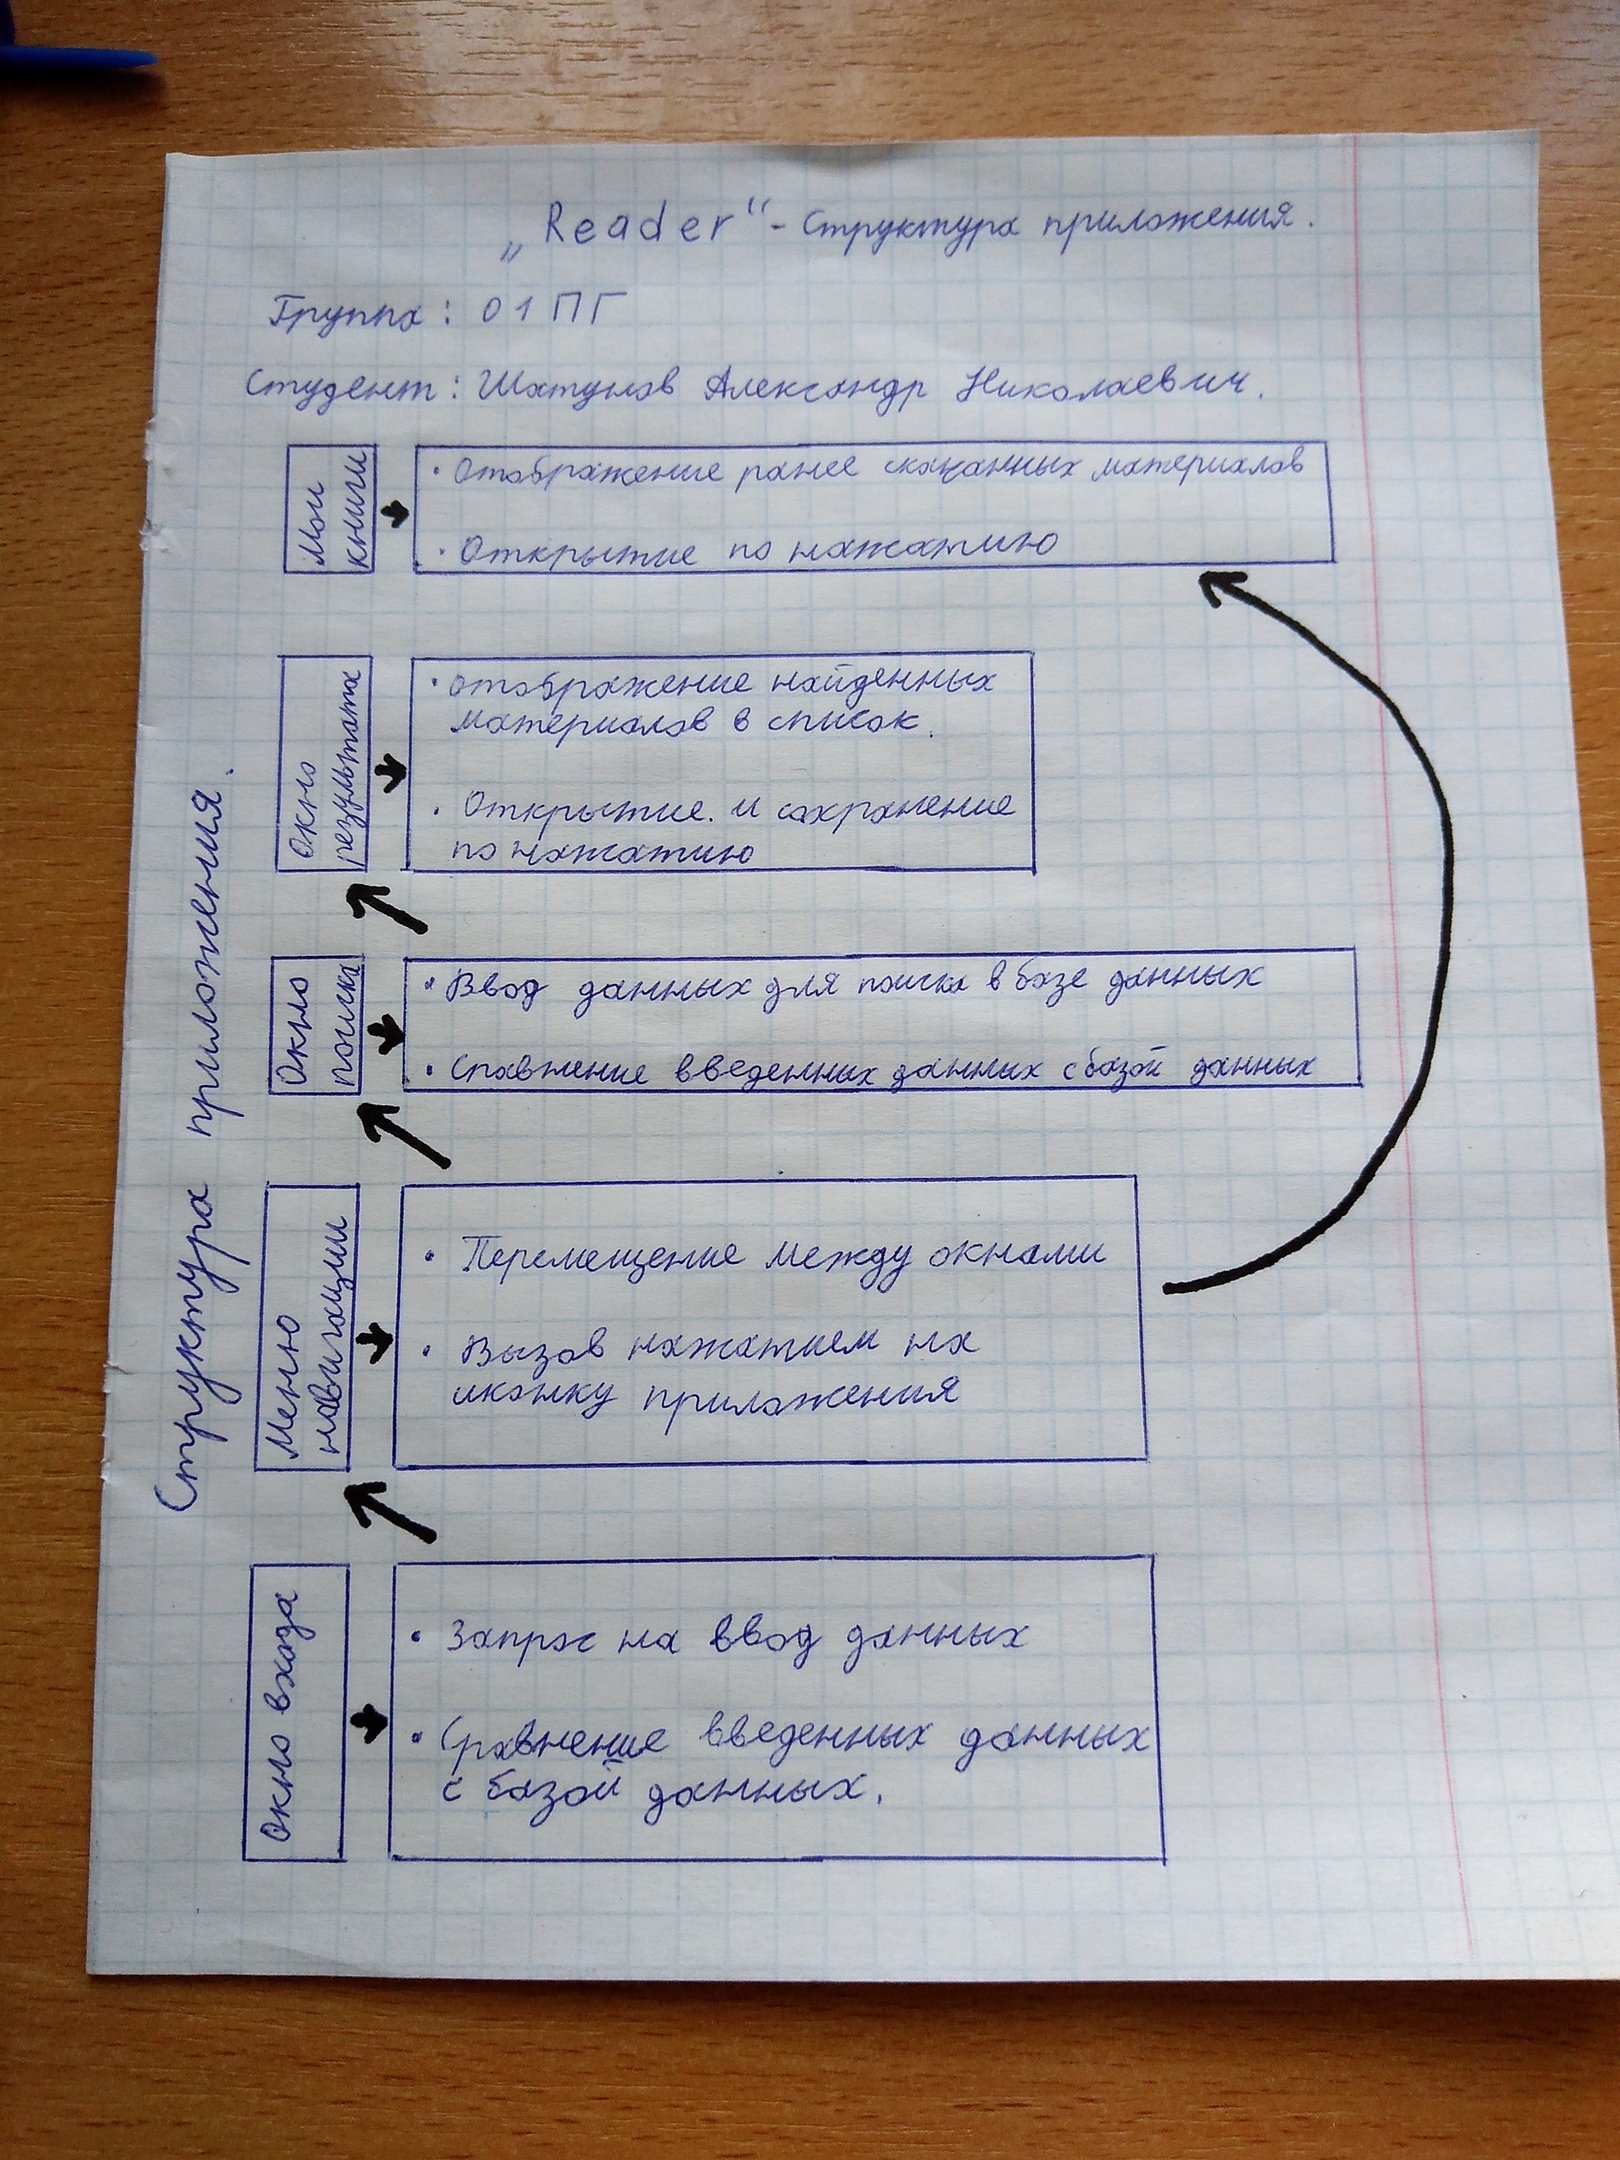 „Reader“ - Структура приложения.
Группа: 01ПГ
Студент: Шатунов Александр Николаевич.
Структура приложения.
Мои
книги
• Отображение ранее скачанных материалов
• Открытие по нажатию
Окно
результата
• Отображение найденных
материалов в список.
• Открытие. и сохранение
по нажатию
Окно
поиска
• Ввод данных для поиска в базе данных
• Сравнение введенных данных с базой данных
Меню
навигации
• Перемещение между окнами
• Вызов нажатием на
иконку приложения
Окно входа
• Запрос на ввод данных
• Сравнение введенных данных
с базой данных.